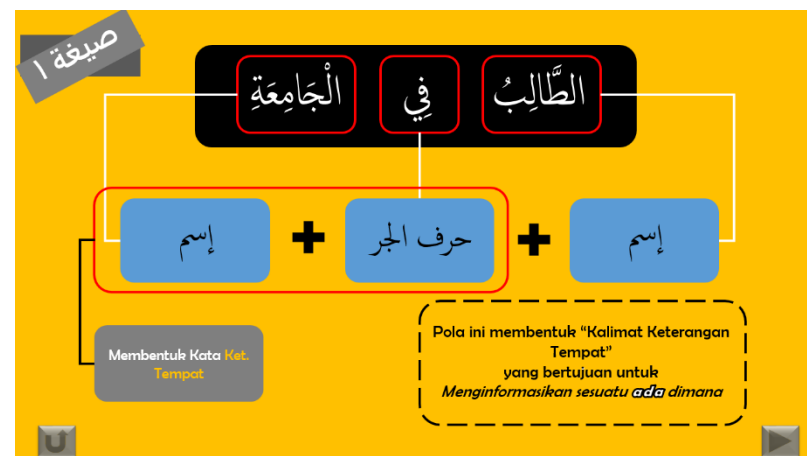 صيغة ١
الطَّالِبُ فِي الْجَامِعَةِ
إسم + حرف الجر + إسم
Membentuk Kata Ket.
Tempat
Pola ini membentuk “Kalimat Keterangan
Tempat”
yang bertujuan untuk
Menginformasikan sesuatu ada dimana